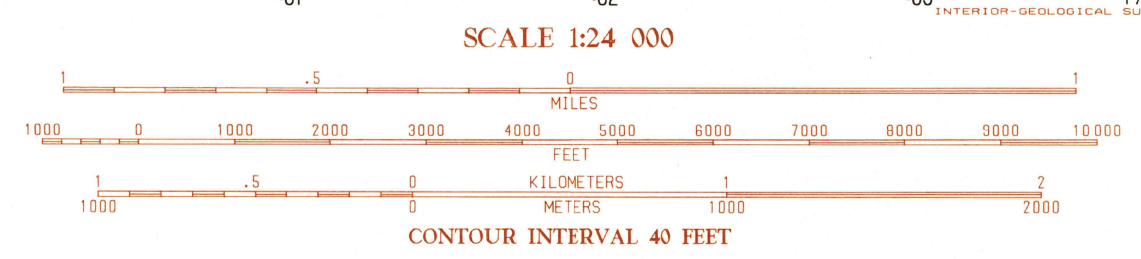 INTERIOR-GEOLOGICAL SU
SCALE 1:24 000
1 .5 0 1
MILES
1000 0 1000 2000 3000 4000 5000 6000 7000 8000 9000 10 000
FEET
1 .5 0 KILOMETERS 1 2
1000 0 METERS 1000 2000
CONTOUR INTERVAL 40 FEET